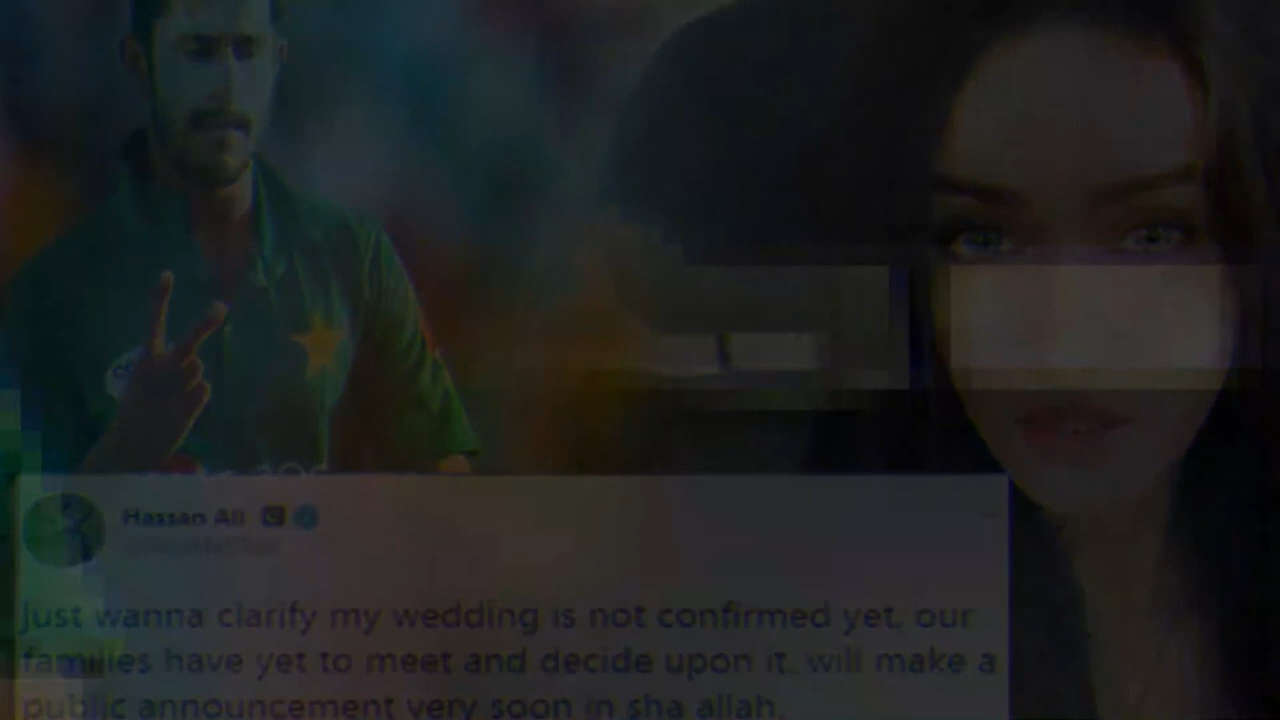 Hassan Ali
Just wanna clarify my wedding is not confirmed yet. our
families have yet to meet and decide upon it. will make a
public announcement very soon in sha allah.